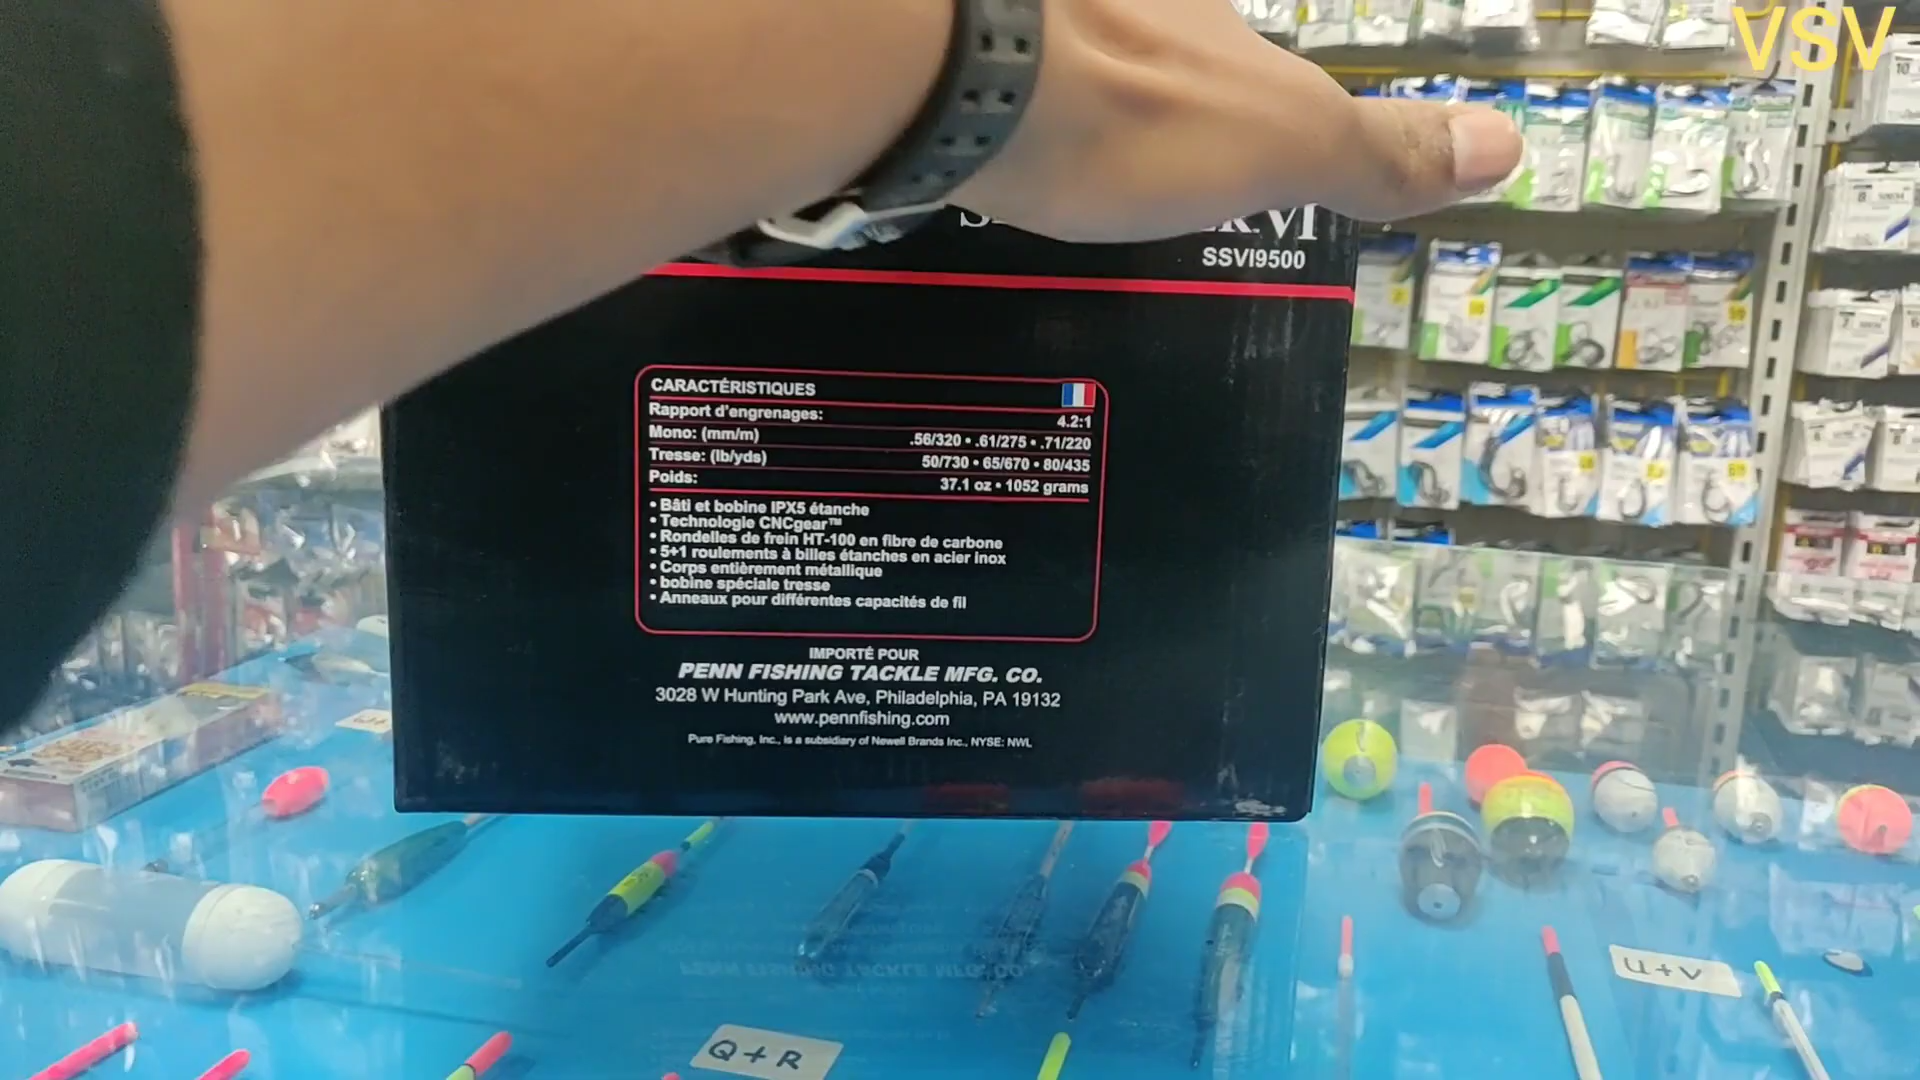 VSV
VI
SSVI9500
CARACTÉRISTIQUES
Rapport d'engrenages: 4.2:1
Mono: (mm/m) .56/320 • .61/275 • .71/220
Tresse: (lb/yds) 50/730 • 65/670 • 80/435
Poids: 37.1 oz • 1052 grams
• Bâti et bobine IPX5 étanche
• Technologie CNCgear™
• Rondelles de frein HT-100 en fibre de carbone
• 5+1 roulements à billes étanches en acier inox
• Corps entièrement métallique
• bobine spéciale tresse
• Anneaux pour différentes capacités de fil
IMPORTÉ POUR
PENN FISHING TACKLE MFG. CO.
3028 W Hunting Park Ave, Philadelphia, PA 19132
www.pennfishing.com
Pure Fishing, Inc., is a subsidiary of Newell Brands Inc., NYSE: NWL
U+V
Q+R